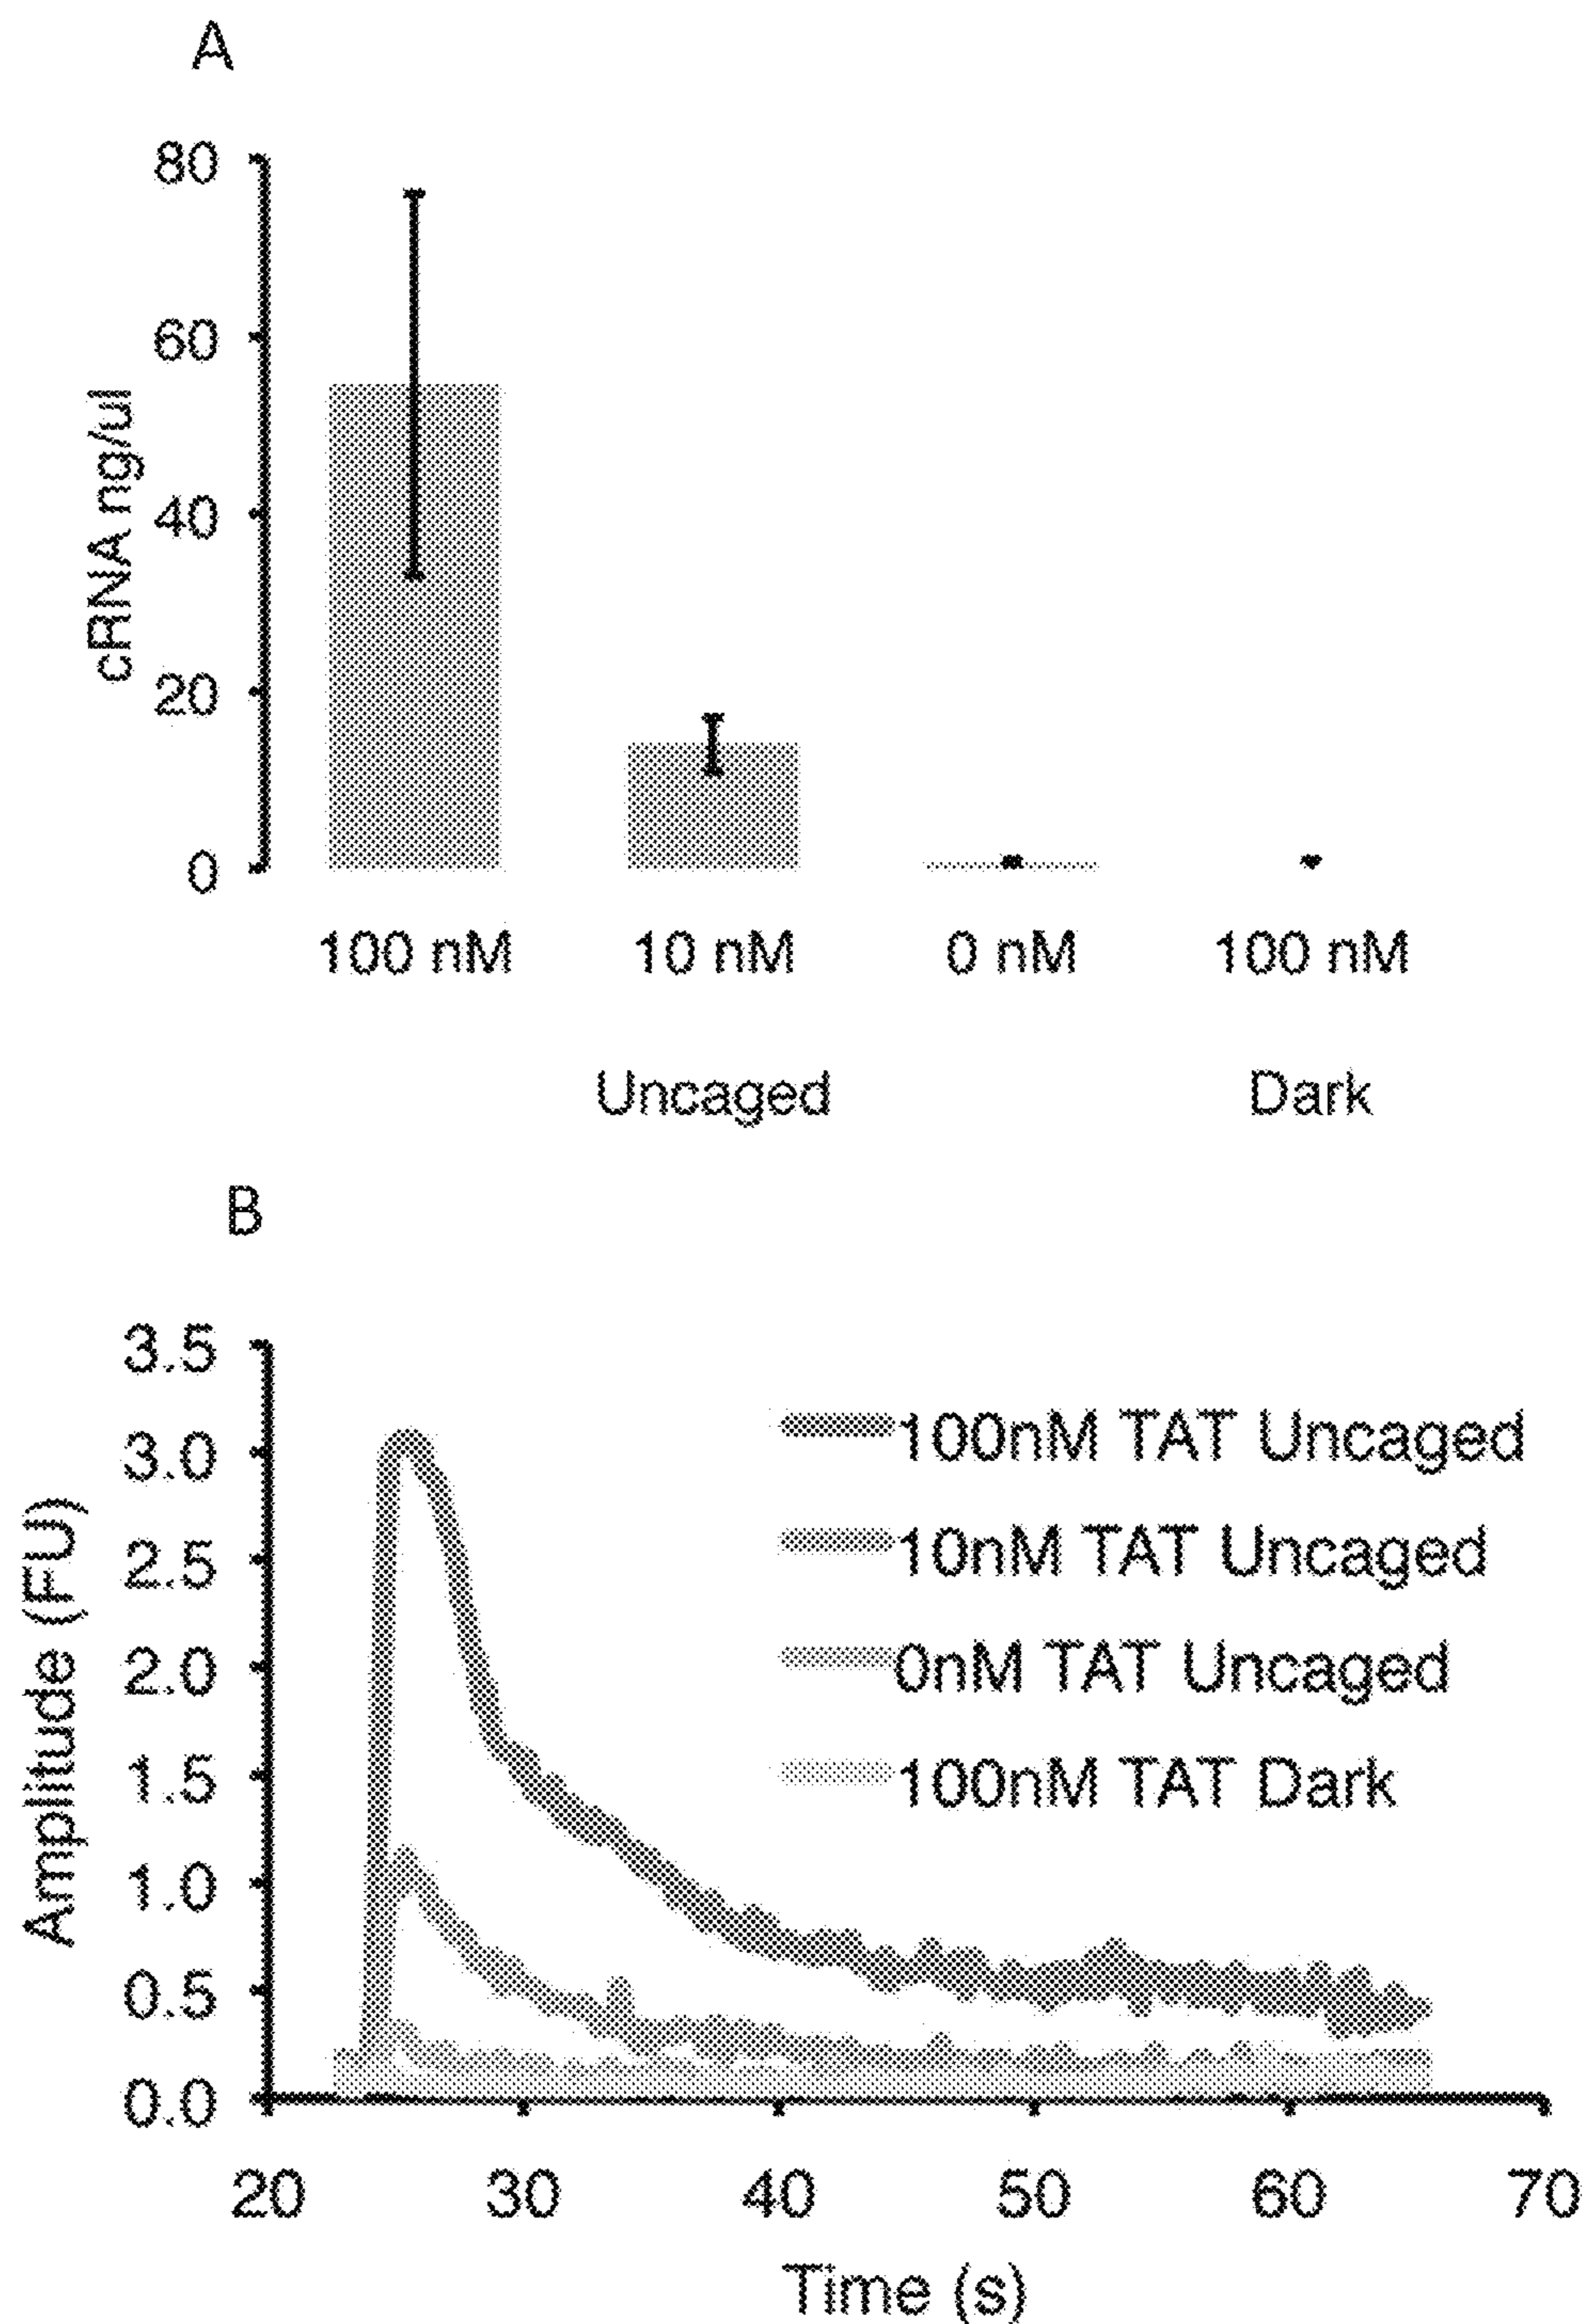 A
80
60
40
20
0
cRNA ng/ul
100 nM 10 nM 0 nM 100 nM
Uncaged Dark
B
3.5
3.0
2.5
2.0
1.5
1.0
0.5
0.0
Amplitude (FU)
100nM TAT Uncaged
10nM TAT Uncaged
0nM TAT Uncaged
100nM TAT Dark
20 30 40 50 60 70
Time (s)